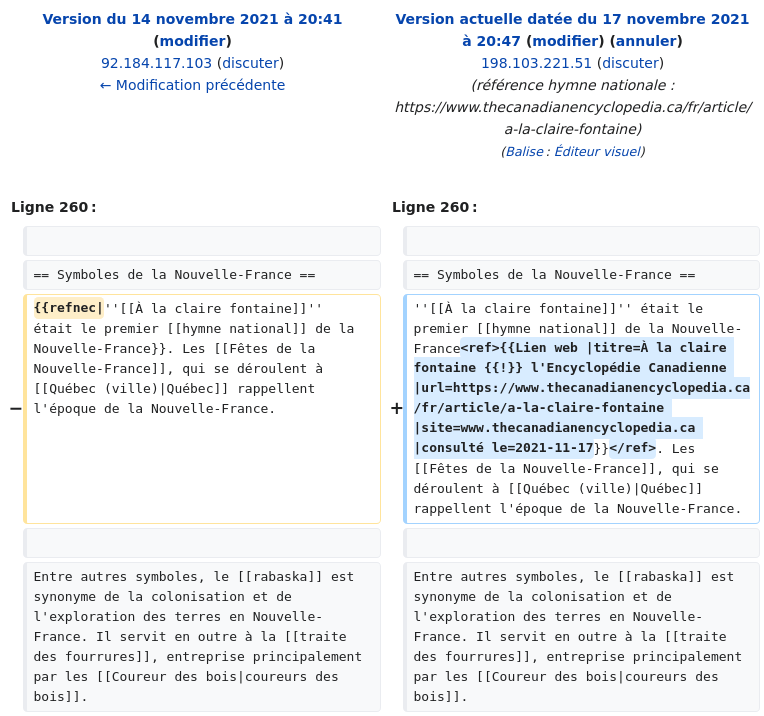 Version du 14 novembre 2021 à 20:41
(modifier)
92.184.117.103 (discuter)
← Modification précédente
Version actuelle datée du 17 novembre 2021
à 20:47 (modifier) (annuler)
198.103.221.51 (discuter)
(référence hymne nationale :
https://www.thecanadianencyclopedia.ca/fr/article/
a-la-claire-fontaine)
(Balise : Éditeur visuel)
Ligne 260 :
Ligne 260 :
== Symboles de la Nouvelle-France ==
== Symboles de la Nouvelle-France ==
−
{{refnec|''[[À la claire fontaine]]''
était le premier [[hymne national]] de la
Nouvelle-France}}. Les [[Fêtes de la
Nouvelle-France]], qui se déroulent à
[[Québec (ville)|Québec]] rappellent
l'époque de la Nouvelle-France.
+
''[[À la claire fontaine]]'' était le
premier [[hymne national]] de la Nouvelle-
France<ref>{{Lien web |titre=À la claire
fontaine {{!}} l'Encyclopédie Canadienne
|url=https://www.thecanadianencyclopedia.ca
/fr/article/a-la-claire-fontaine
|site=www.thecanadianencyclopedia.ca
|consulté le=2021-11-17}}</ref>. Les
[[Fêtes de la Nouvelle-France]], qui se
déroulent à [[Québec (ville)|Québec]]
rappellent l'époque de la Nouvelle-France.
Entre autres symboles, le [[rabaska]] est
synonyme de la colonisation et de
l'exploration des terres en Nouvelle-
France. Il servit en outre à la [[traite
des fourrures]], entreprise principalement
par les [[Coureur des bois|coureurs des
bois]].
Entre autres symboles, le [[rabaska]] est
synonyme de la colonisation et de
l'exploration des terres en Nouvelle-
France. Il servit en outre à la [[traite
des fourrures]], entreprise principalement
par les [[Coureur des bois|coureurs des
bois]].